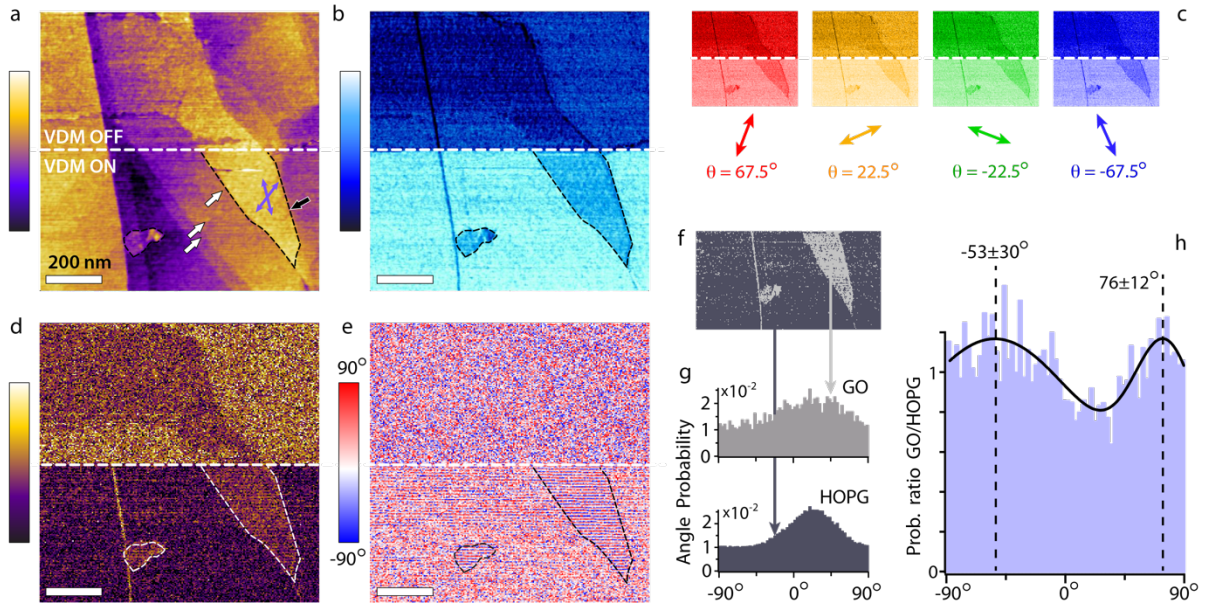 a
b
c
VDM OFF
VDM ON
200 nm
θ = 67.5°
θ = 22.5°
θ = -22.5°
θ = -67.5°
d
e
90°
-90°
f
g
×10⁻²
GO
2
1
0
Angle Probability
×10⁻²
HOPG
2
1
0
-90°
0°
90°
h
-53±30°
76±12°
Prob. ratio GO/HOPG
1
0
-90°
0°
90°